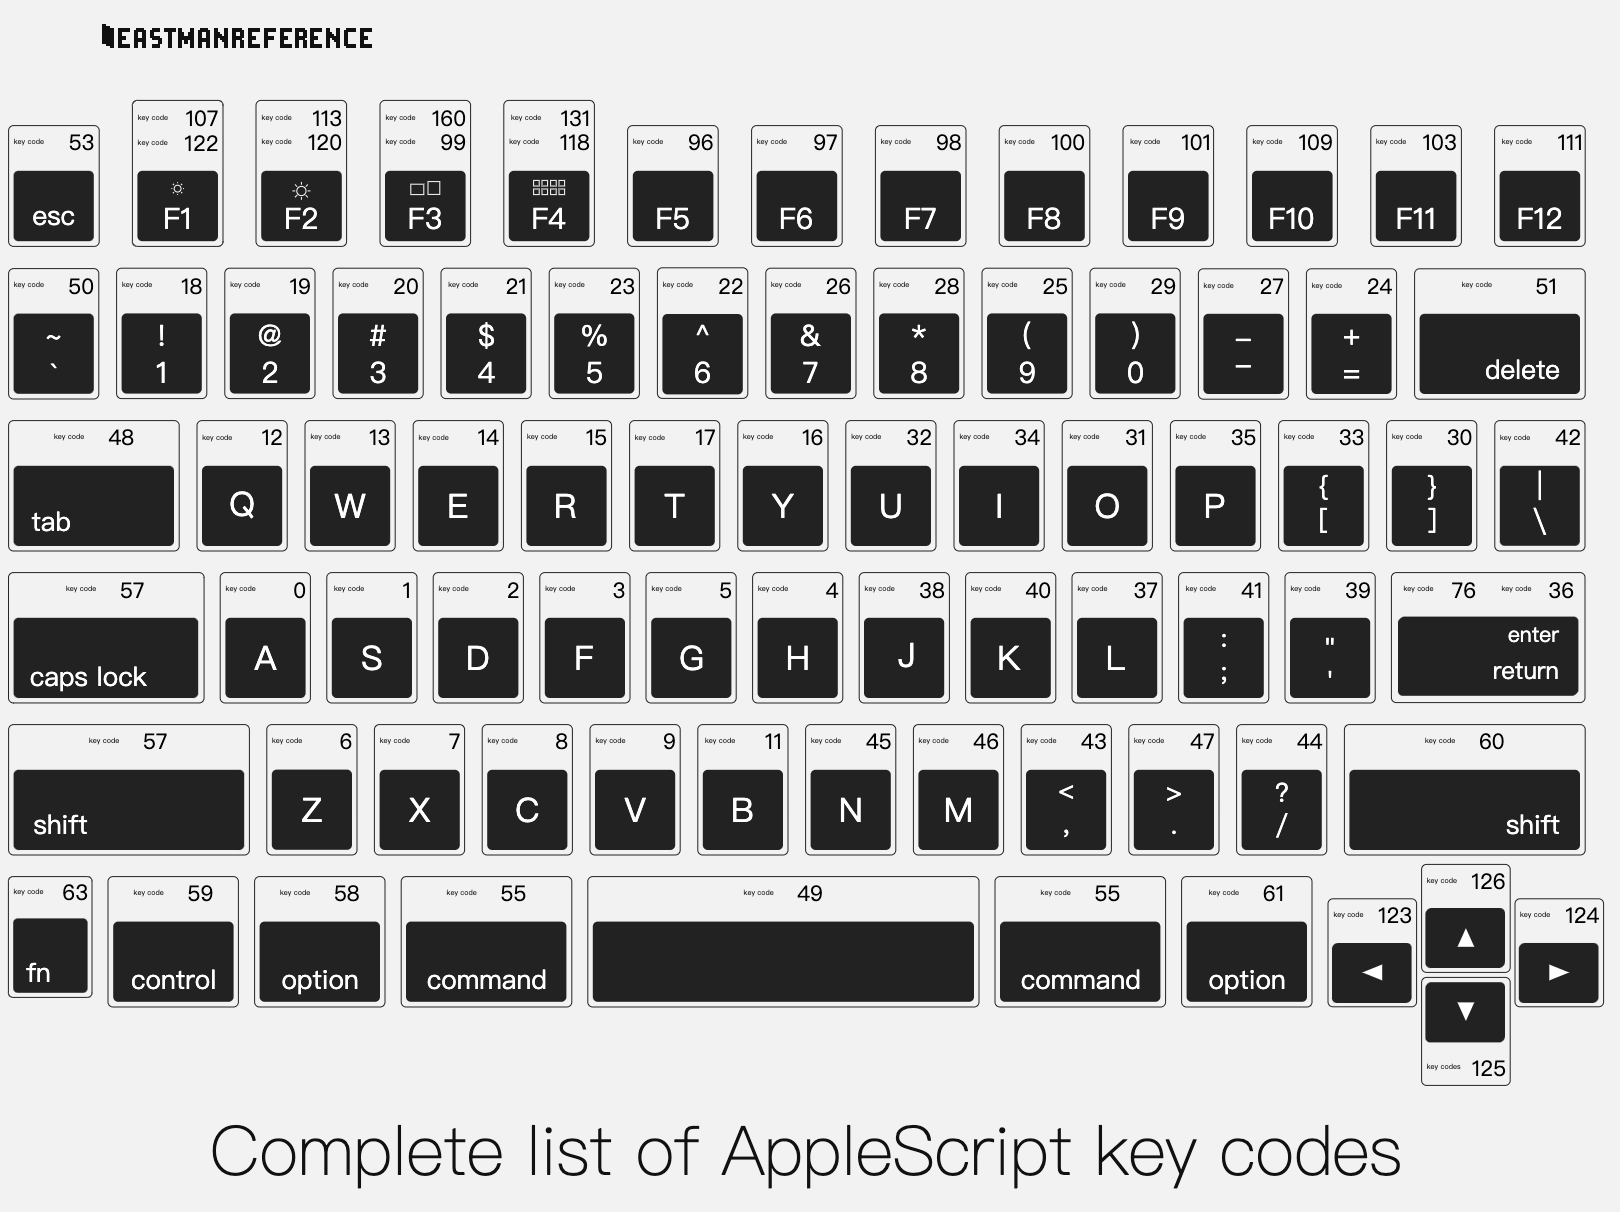 EASTMANREFERENCE
key code 107 key code 113 key code 160 key code 131
key code 53 key code 122 key code 120 key code 99 key code 118 key code 96 key code 97 key code 98 key code 100 key code 101 key code 109 key code 103 key code 111
esc F1 F2 F3 F4 F5 F6 F7 F8 F9 F10 F11 F12
key code 50 key code 18 key code 19 key code 20 key code 21 key code 23 key code 22 key code 26 key code 28 key code 25 key code 29 key code 27 key code 24 key code 51
~ ! @ # $ % ^ & * ( ) – +
` 1 2 3 4 5 6 7 8 9 0 – = delete
key code 48 key code 12 key code 13 key code 14 key code 15 key code 17 key code 16 key code 32 key code 34 key code 31 key code 35 key code 33 key code 30 key code 42
{ } |
tab Q W E R T Y U I O P [ ] \
key code 57 key code 0 key code 1 key code 2 key code 3 key code 5 key code 4 key code 38 key code 40 key code 37 key code 41 key code 39 key code 76 key code 36
: " enter
caps lock A S D F G H J K L ; ' return
key code 57 key code 6 key code 7 key code 8 key code 9 key code 11 key code 45 key code 46 key code 43 key code 47 key code 44 key code 60
< > ?
shift Z X C V B N M , . / shift
key code 63 key code 59 key code 58 key code 55 key code 49 key code 55 key code 61 key code 123 key code 126 key code 124
fn control option command command option ◀ ▲ ▶
▼
key codes 125
Complete list of AppleScript key codes